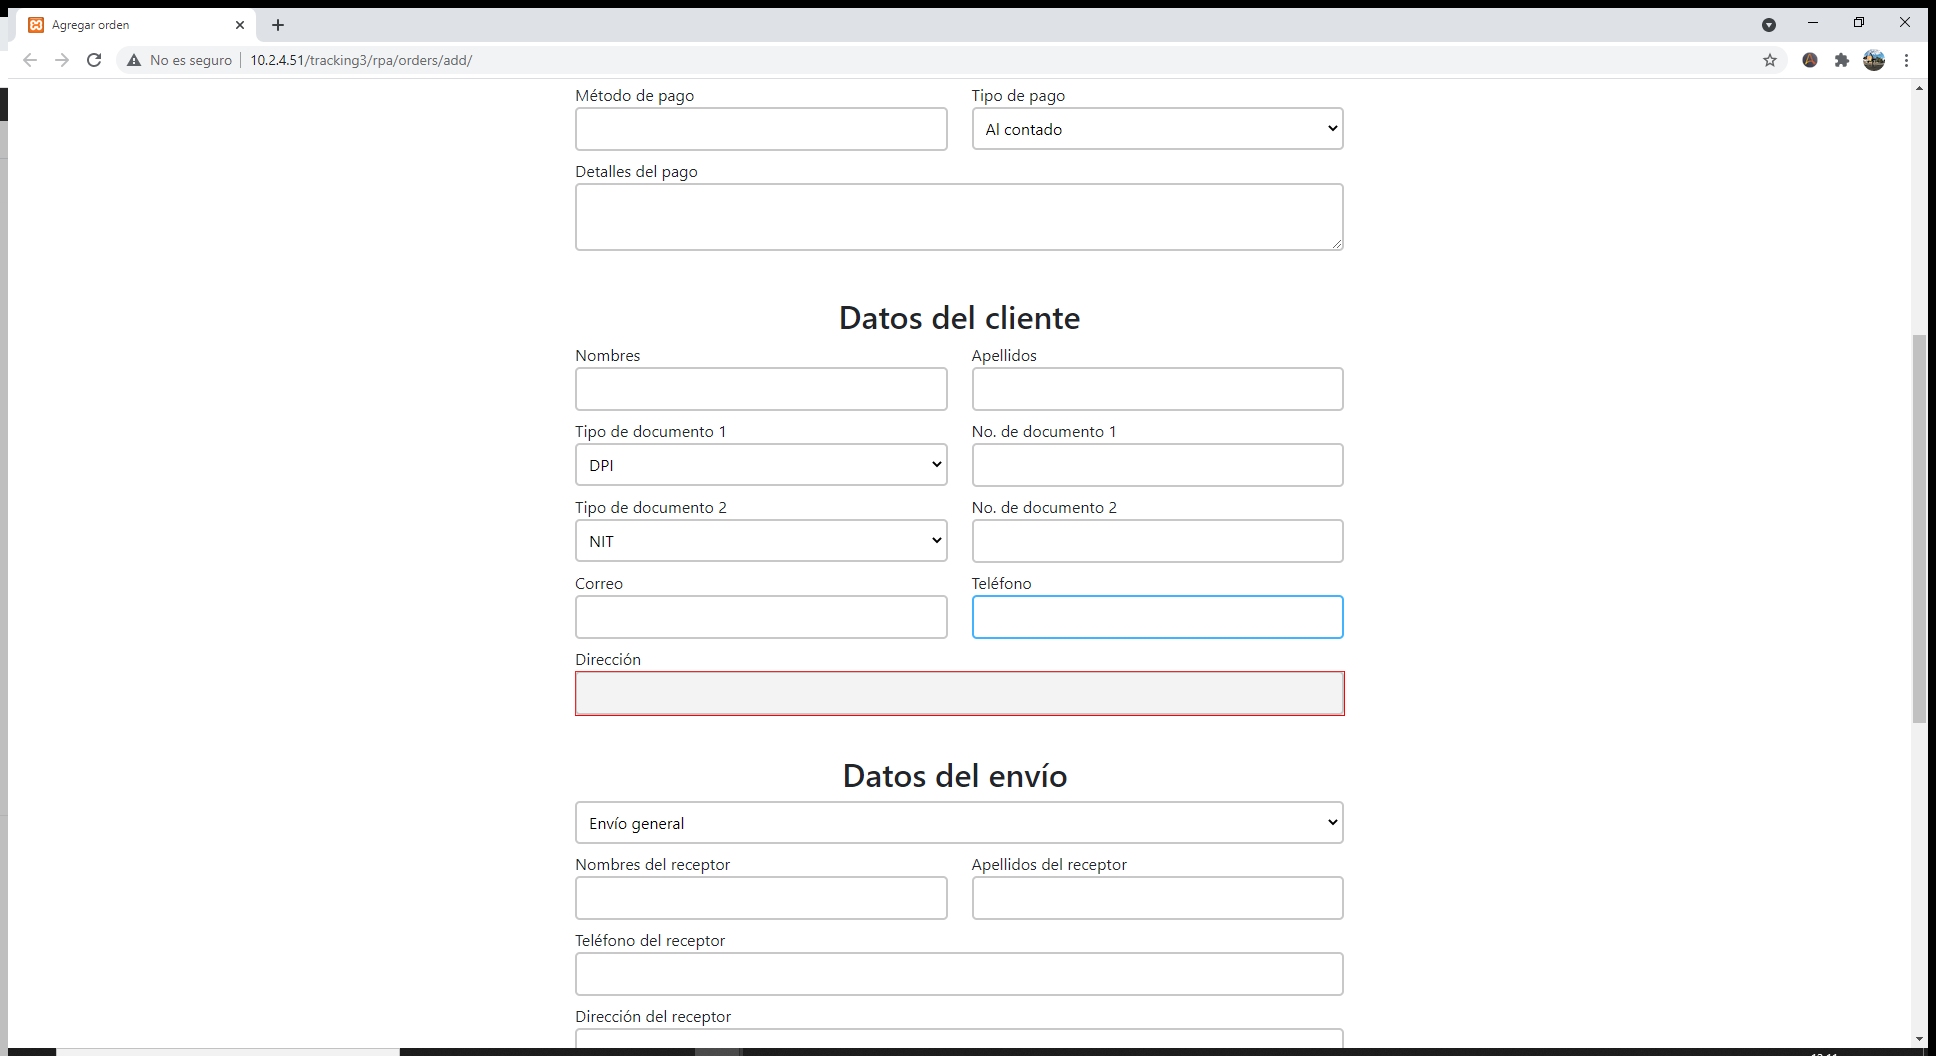 Agregar orden
No es seguro
10.2.4.51/tracking3/rpa/orders/add/
Método de pago
Tipo de pago
Al contado
Detalles del pago
Datos del cliente
Nombres
Apellidos
Tipo de documento 1
No. de documento 1
DPI
Tipo de documento 2
No. de documento 2
NIT
Correo
Teléfono
Dirección
Datos del envío
Envío general
Nombres del receptor
Apellidos del receptor
Teléfono del receptor
Dirección del receptor